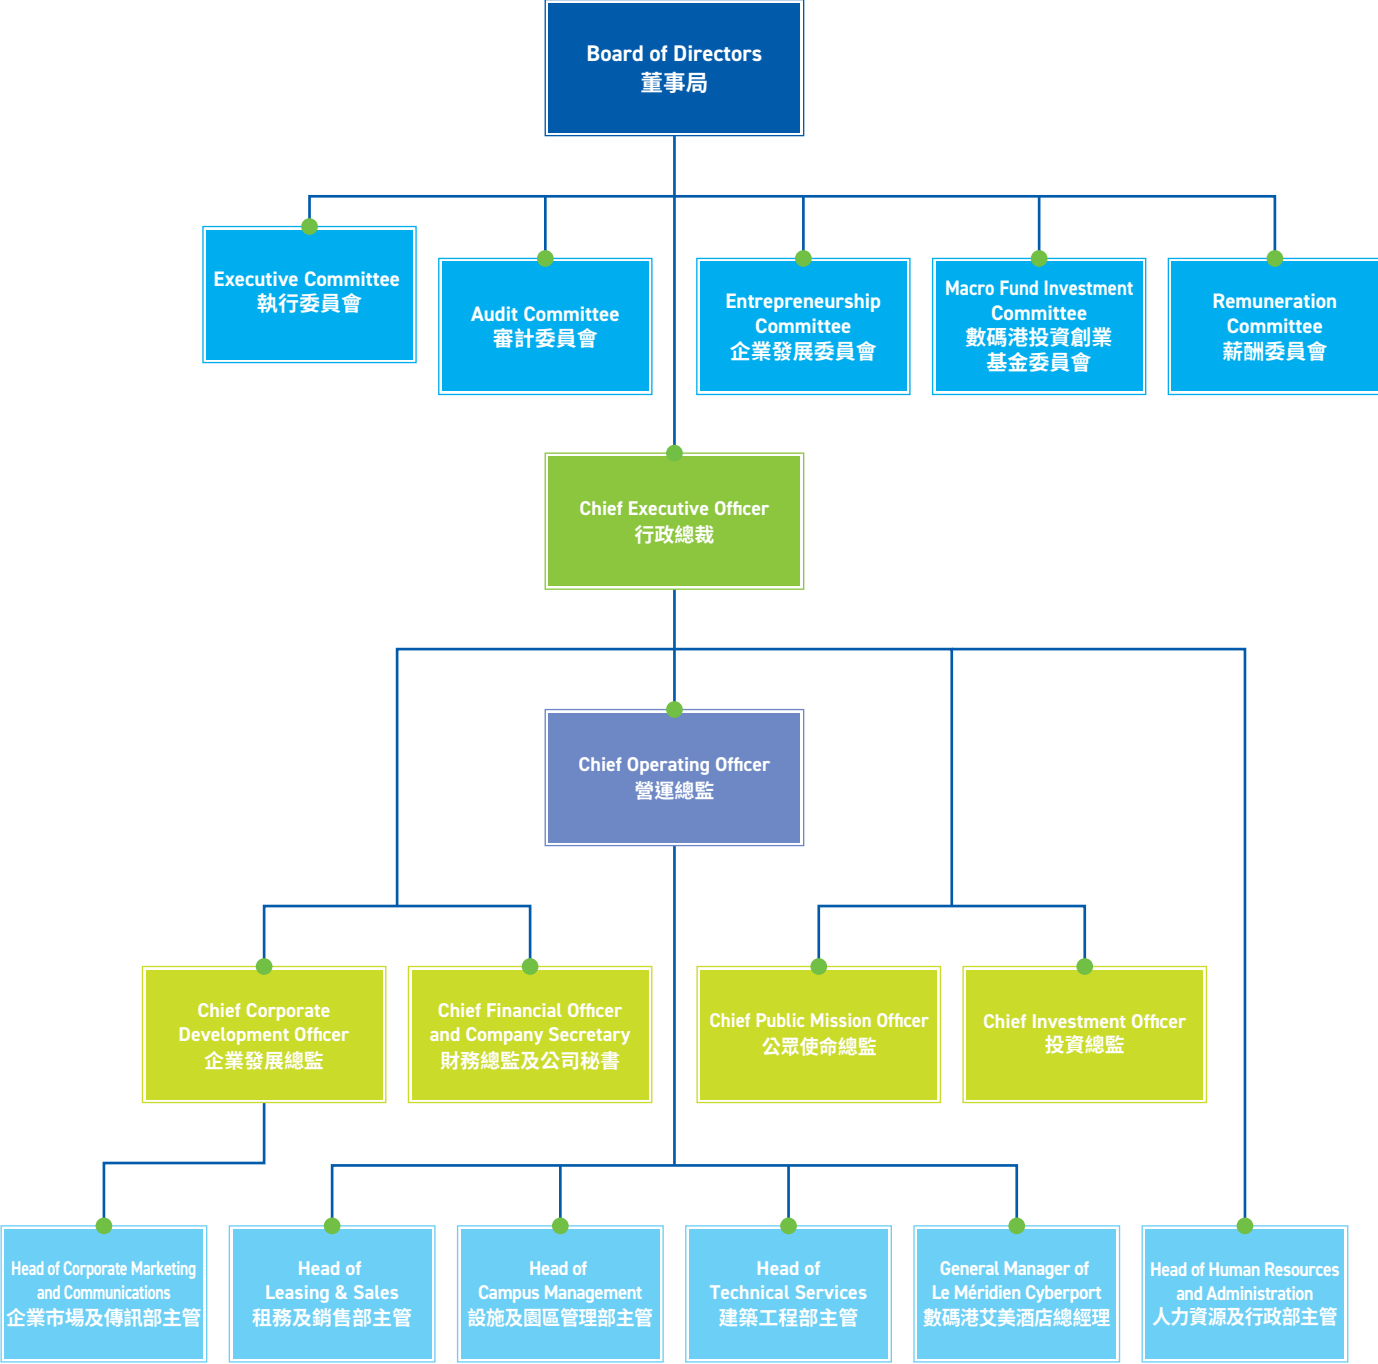 Board of Directors
董事局
Executive Committee
執行委員會
Audit Committee
審計委員會
Entrepreneurship
Committee
企業發展委員會
Macro Fund Investment
Committee
數碼港投資創業
基金委員會
Remuneration
Committee
薪酬委員會
Chief Executive Officer
行政總裁
Chief Operating Officer
營運總監
Chief Corporate
Development Officer
企業發展總監
Chief Financial Officer
and Company Secretary
財務總監及公司秘書
Chief Public Mission Officer
公眾使命總監
Chief Investment Officer
投資總監
Head of Corporate Marketing
and Communications
企業市場及傳訊部主管
Head of
Leasing & Sales
租務及銷售部主管
Head of
Campus Management
設施及園區管理部主管
Head of
Technical Services
建築工程部主管
General Manager of
Le Méridien Cyberport
數碼港艾美酒店總經理
Head of Human Resources
and Administration
人力資源及行政部主管